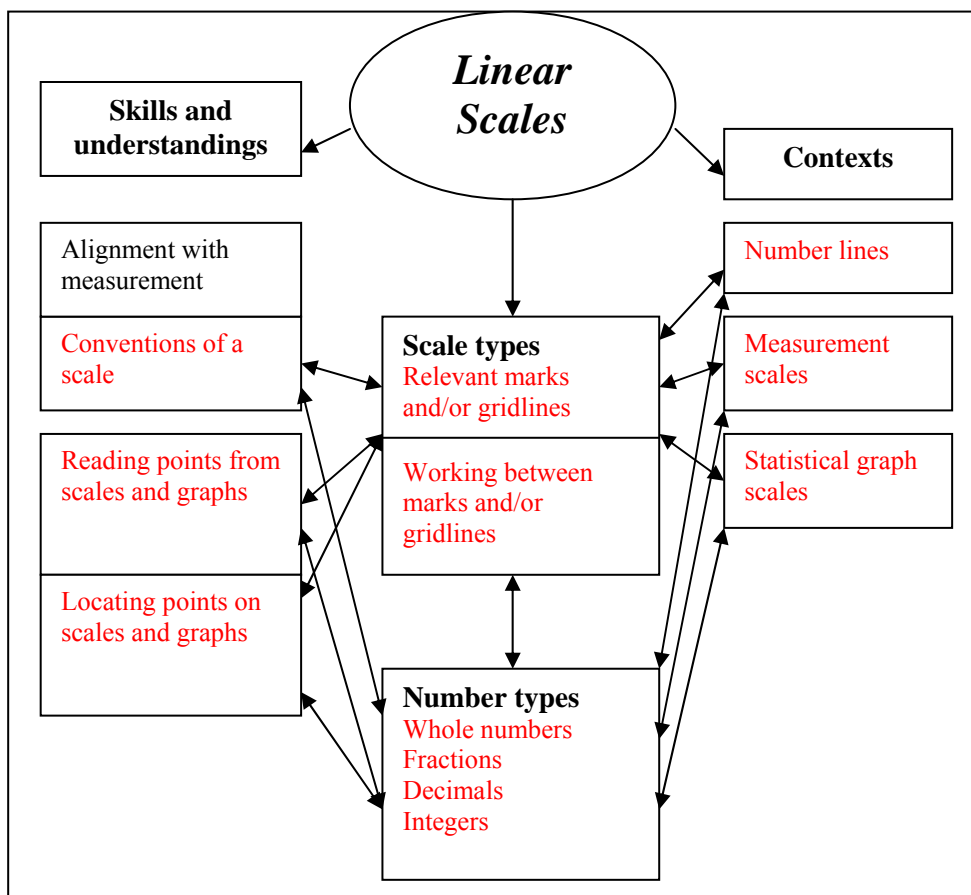 Linear
Scales
Skills and
understandings
Contexts
Alignment with
measurement
Conventions of a
scale
Reading points from
scales and graphs
Locating points on
scales and graphs
Scale types
Relevant marks
and/or gridlines
Working between
marks and/or
gridlines
Number types
Whole numbers
Fractions
Decimals
Integers
Number lines
Measurement
scales
Statistical graph
scales